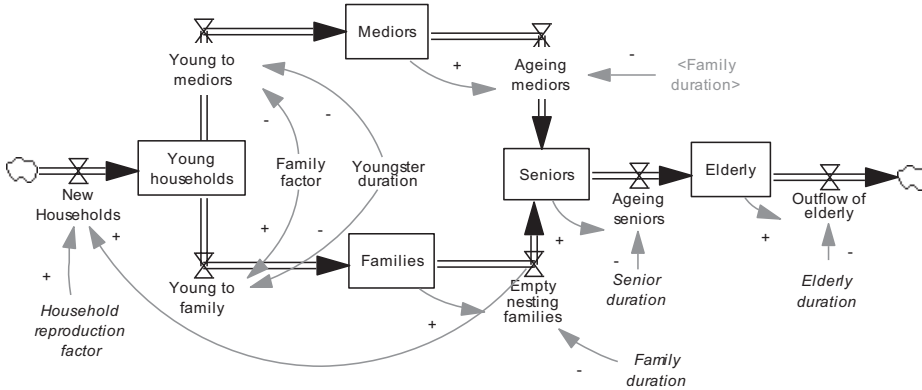 Mediors
+
-
Young to
mediors
Ageing
mediors
<Family
duration>
-
-
Young
households
Family
factor
Youngster
duration
Seniors
Elderly
New
Households
Ageing
seniors
Outflow of
elderly
+
+
-
+
+
-
-
Families
+
Young to
family
Empty
nesting
families
Senior
duration
Elderly
duration
Household
reproduction
factor
+
Family
duration
-